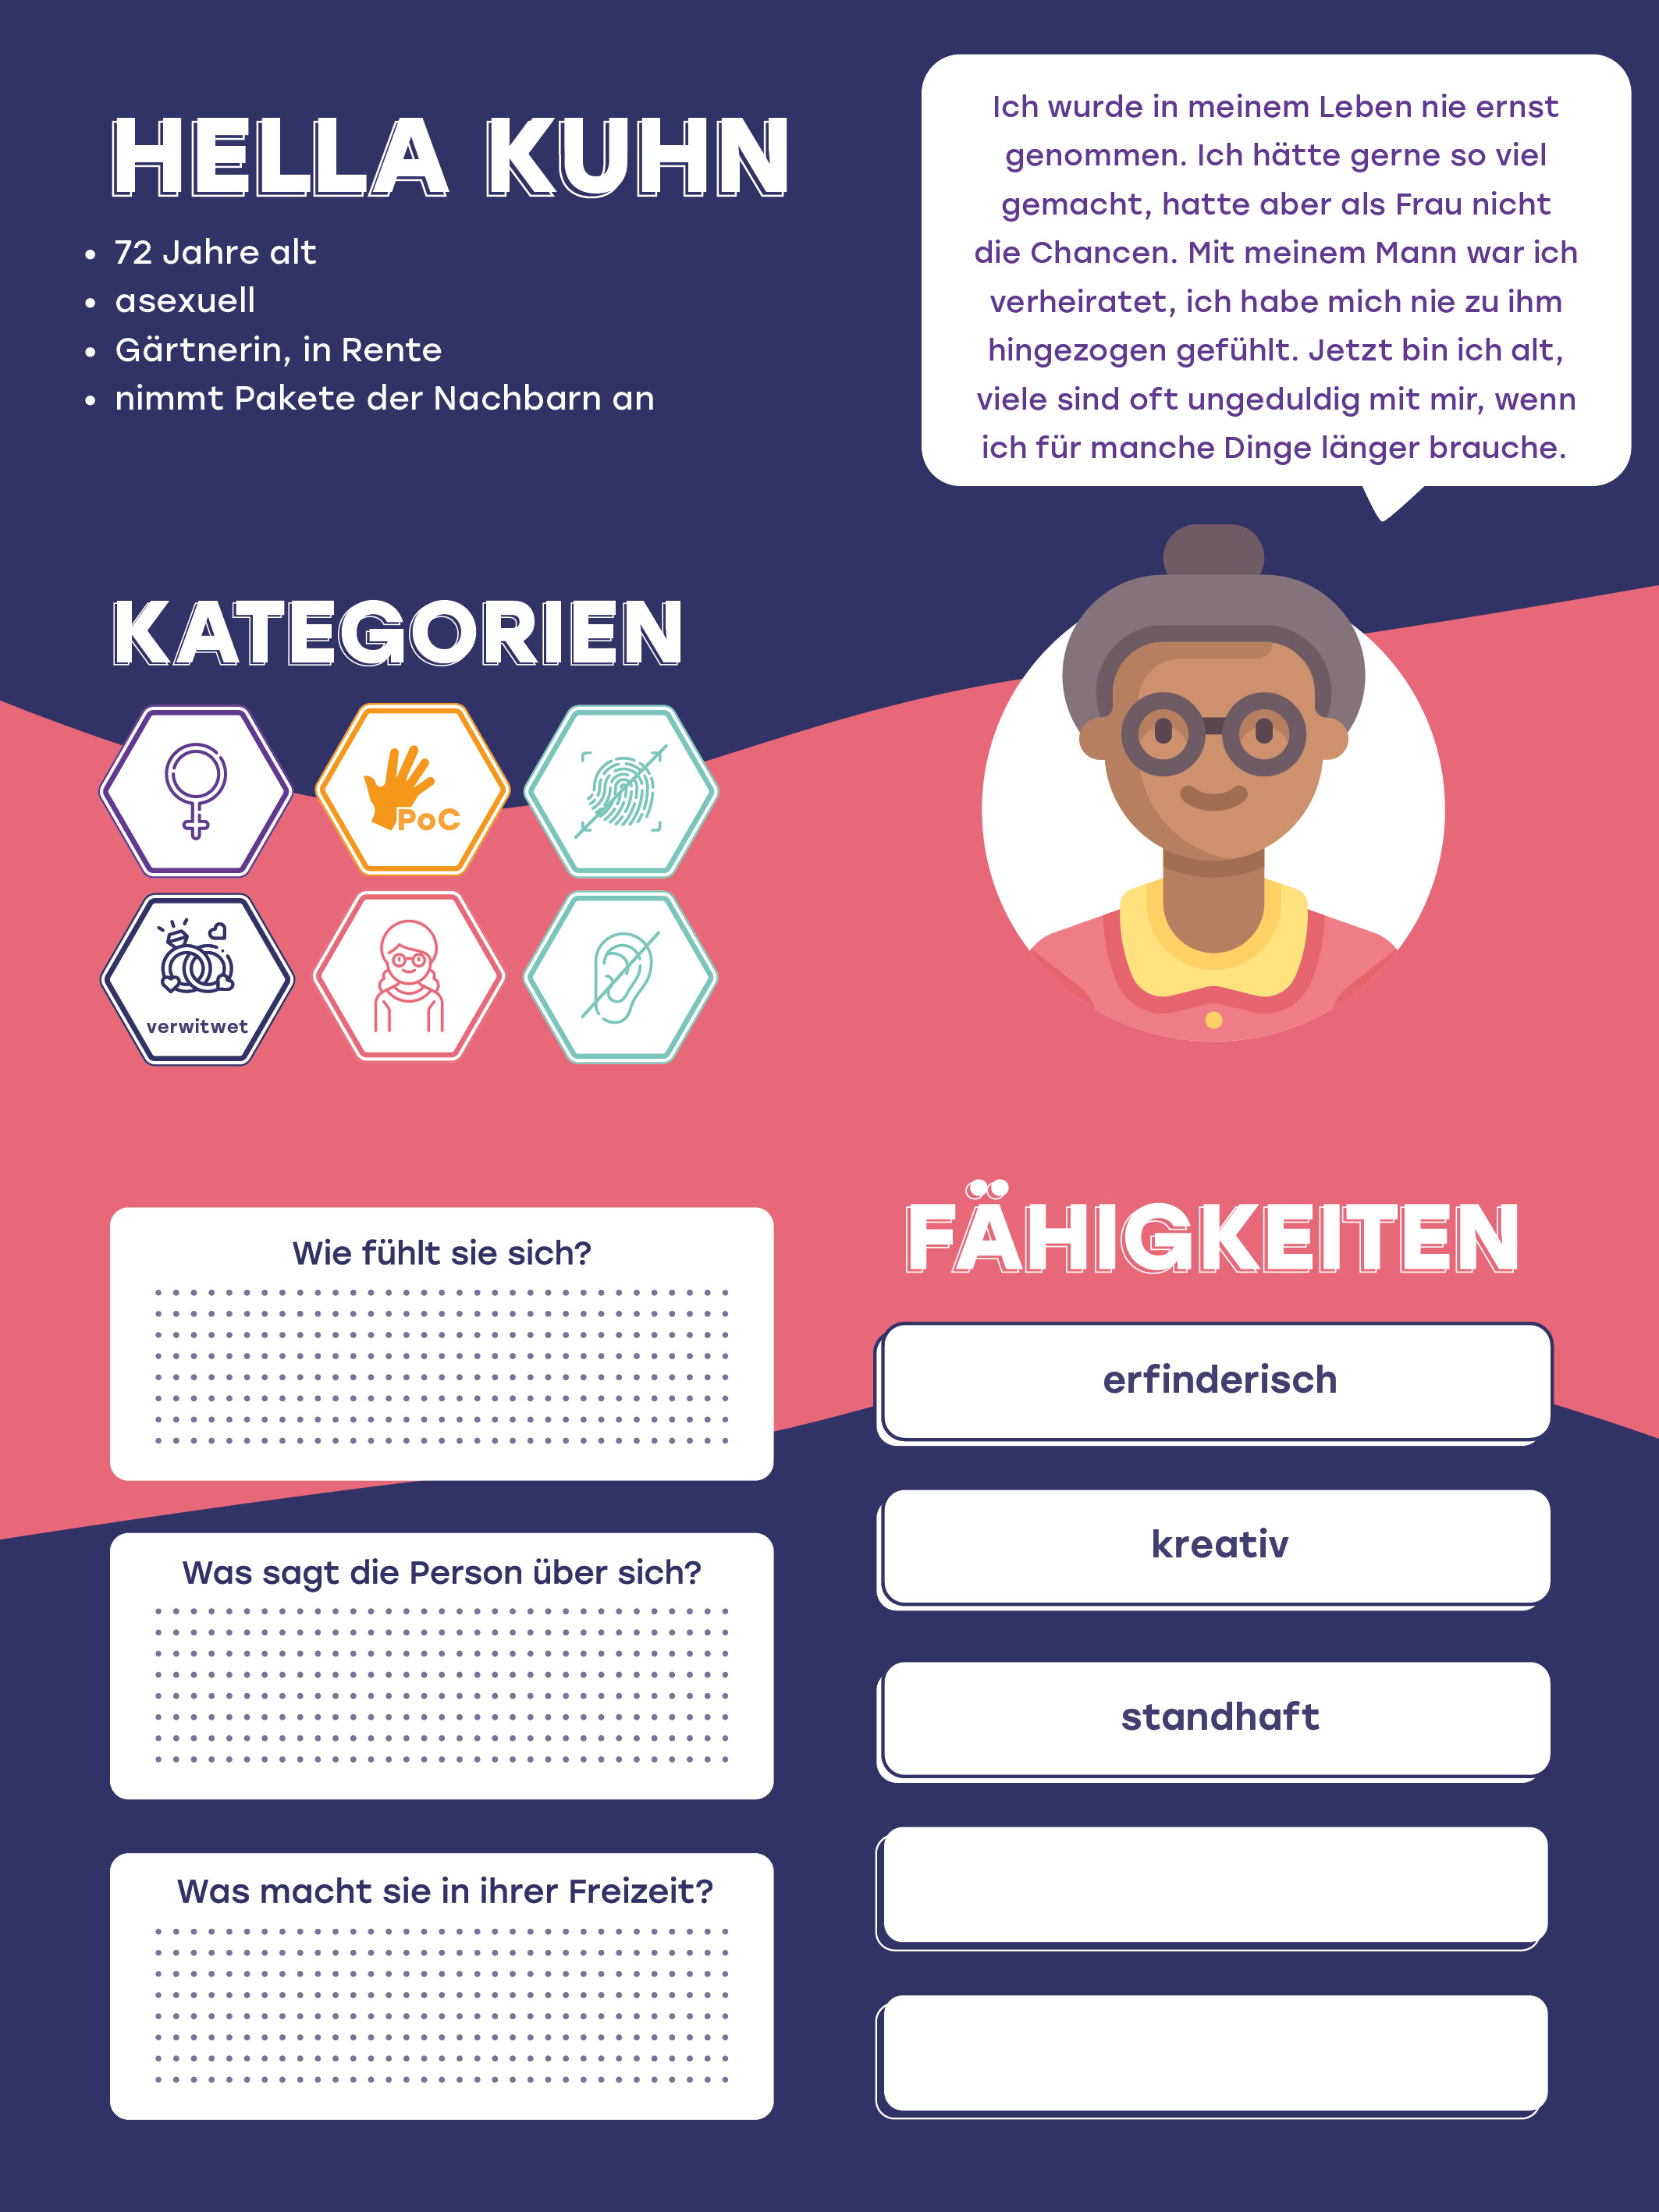 HELLA KUHN
• 72 Jahre alt
• asexuell
• Gärtnerin, in Rente
• nimmt Pakete der Nachbarn an
Ich wurde in meinem Leben nie ernst
genommen. Ich hätte gerne so viel
gemacht, hatte aber als Frau nicht
die Chancen. Mit meinem Mann war ich
verheiratet, ich habe mich nie zu ihm
hingezogen gefühlt. Jetzt bin ich alt,
viele sind oft ungeduldig mit mir, wenn
ich für manche Dinge länger brauche.
KATEGORIEN
PoC
verwitwet
Wie fühlt sie sich?
Was sagt die Person über sich?
Was macht sie in ihrer Freizeit?
FÄHIGKEITEN
erfinderisch
kreativ
standhaft